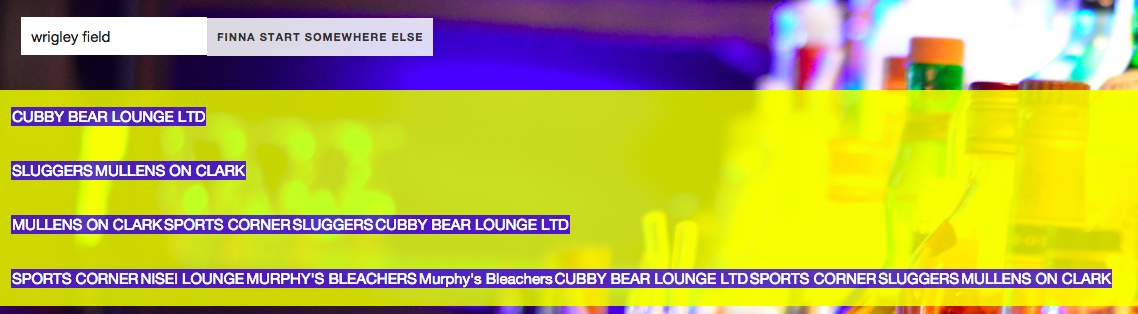 wrigley field FINNA START SOMEWHERE ELSE
CUBBY BEAR LOUNGE LTD
SLUGGERS MULLENS ON CLARK
MULLENS ON CLARK SPORTS CORNER SLUGGERS CUBBY BEAR LOUNGE LTD
SPORTS CORNER NISEI LOUNGE MURPHY'S BLEACHERS Murphy's Bleachers CUBBY BEAR LOUNGE LTD SPORTS CORNER SLUGGERS MULLENS ON CLARK